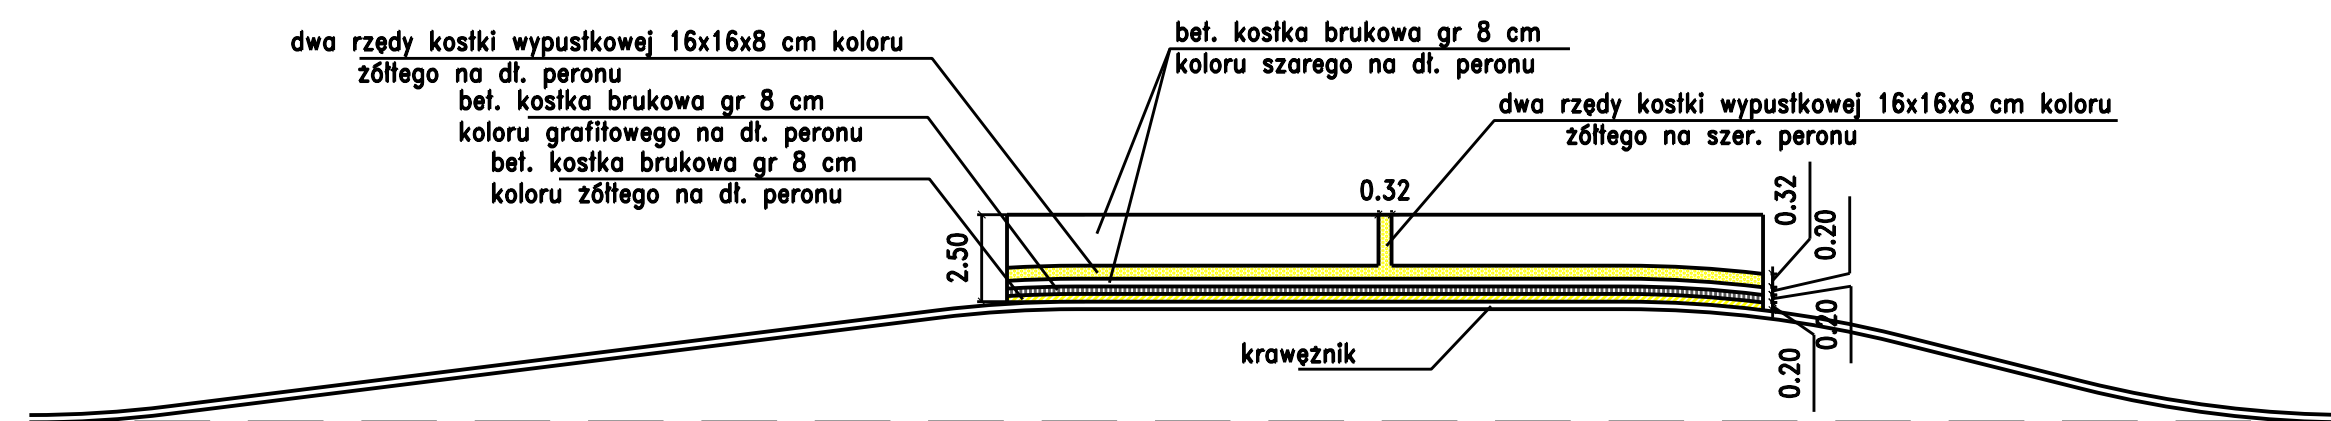 dwa rzędy kostki wypustkowej 16x16x8 cm koloru
żółtego na dł. peronu
bet. kostka brukowa gr 8 cm
koloru grafitowego na dł. peronu
bet. kostka brukowa gr 8 cm
koloru żółtego na dł. peronu
bet. kostka brukowa gr 8 cm
koloru szarego na dł. peronu
dwa rzędy kostki wypustkowej 16x16x8 cm koloru
żółtego na szer. peronu
0.32
2.50
0.32
0.20
0.20
0.20
krawężnik